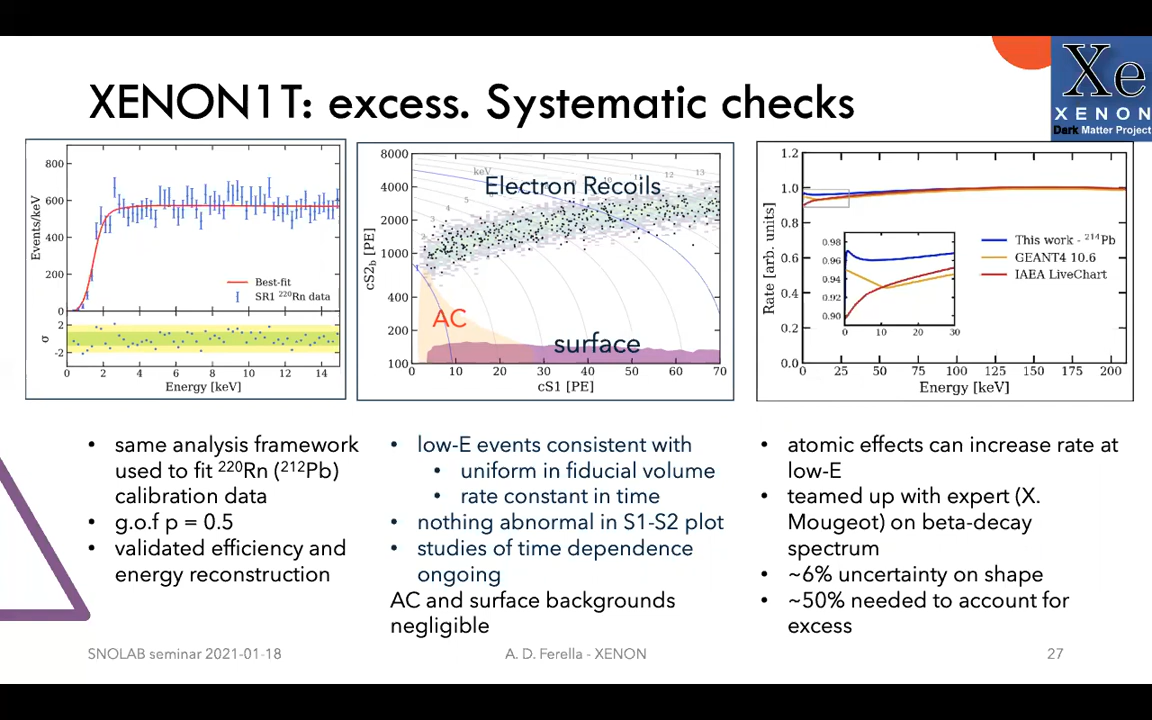 XENON1T: excess. Systematic checks
Xe
XENON
Dark Matter Project
800
600
400
200
0
Events/keV
Best-fit
SR1 ²²⁰Rn data
2
-2
σ
0 2 4 6 8 10 12 14
Energy [keV]
8000
4000
2000
1000
400
200
100
cS2b [PE]
keV
Electron Recoils
2 3 4 5 6 12 13
AC
surface
0 10 20 30 40 50 60 70
cS1 [PE]
1.2
1.0
0.8
0.6
0.4
0.2
0.0
Rate [arb. units]
This work - ²¹⁴Pb
GEANT4 10.6
IAEA LiveChart
0.98
0.96
0.94
0.92
0.90
0 10 20 30
0 25 50 75 100 125 150 175 200
Energy [keV]
• same analysis framework
used to fit ²²⁰Rn (²¹²Pb)
calibration data
• g.o.f p = 0.5
• validated efficiency and
energy reconstruction
• low-E events consistent with
• uniform in fiducial volume
• rate constant in time
• nothing abnormal in S1-S2 plot
• studies of time dependence
ongoing
AC and surface backgrounds
negligible
• atomic effects can increase rate at
low-E
• teamed up with expert (X.
Mougeot) on beta-decay
spectrum
• ~6% uncertainty on shape
• ~50% needed to account for
excess
SNOLAB seminar 2021-01-18
A. D. Ferella - XENON
27